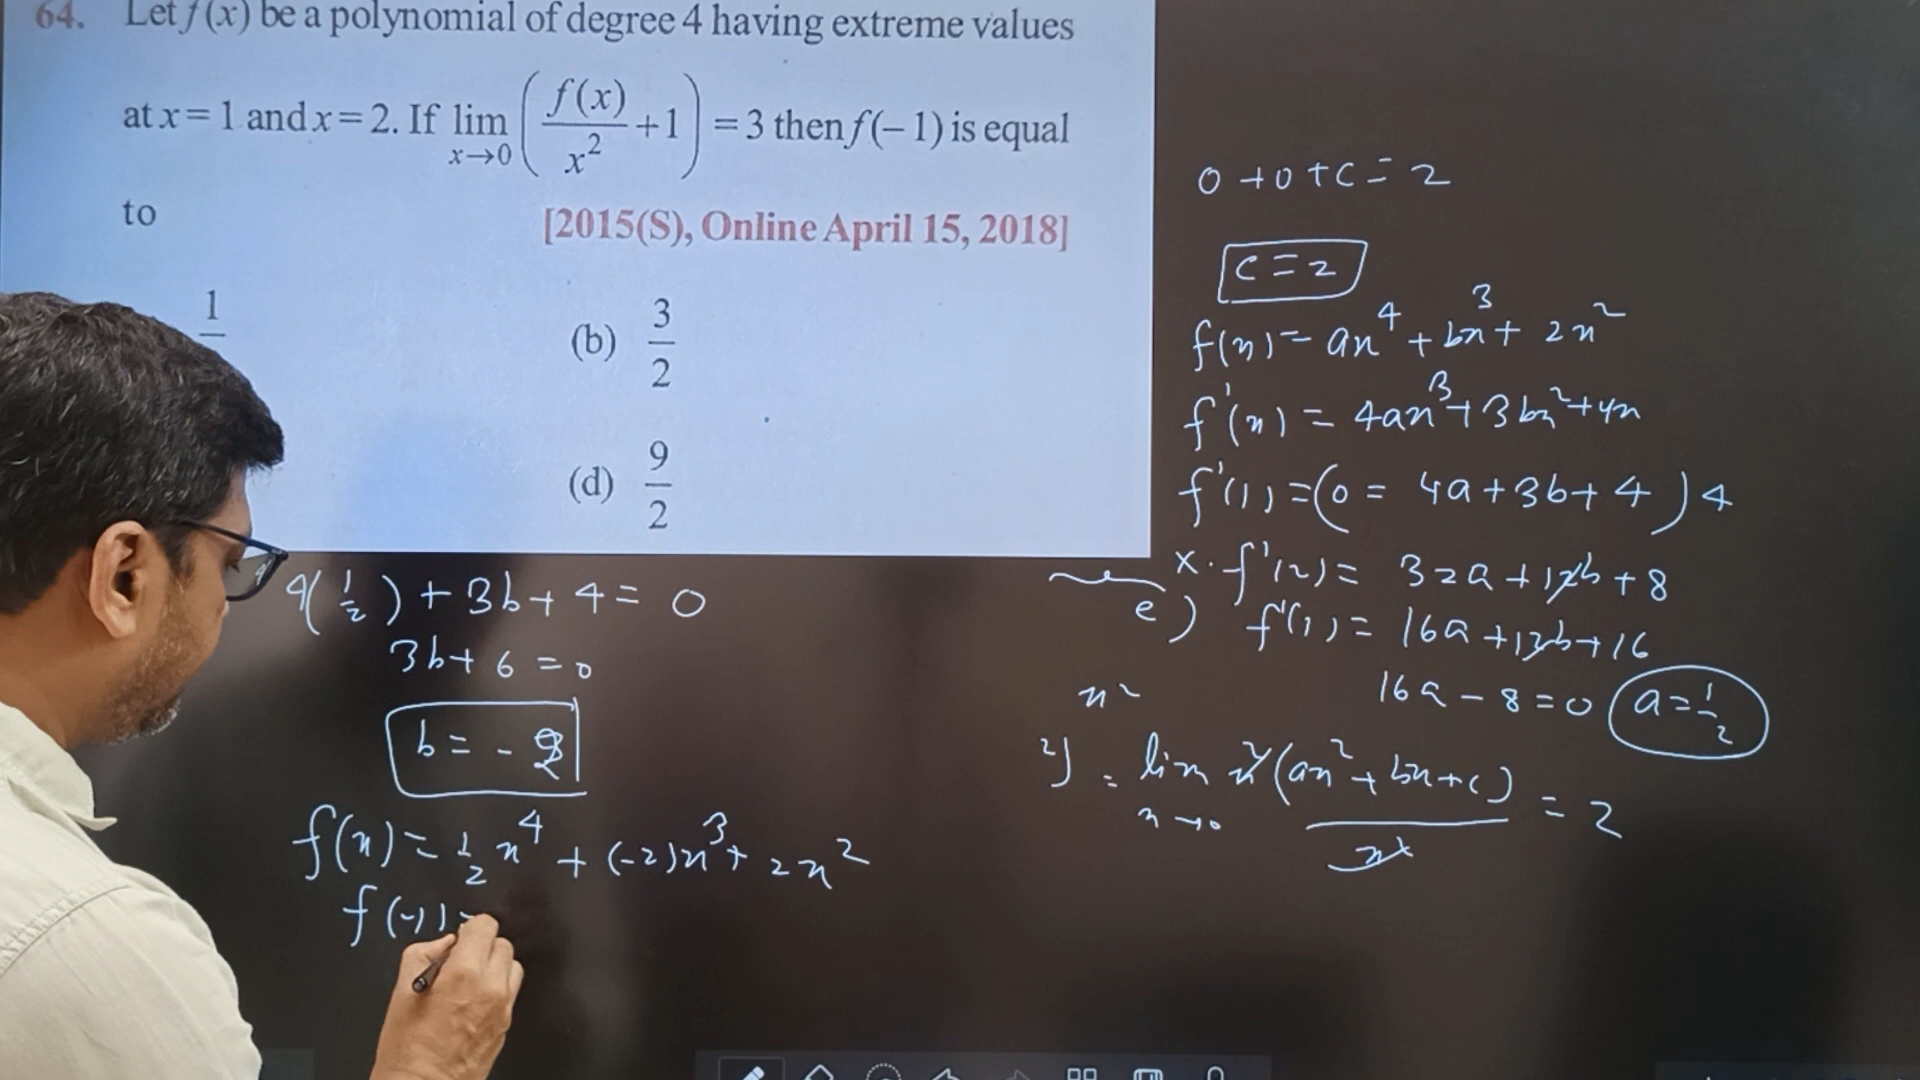 64. Let f(x) be a polynomial of degree 4 having extreme values
at x = 1 and x = 2. If lim x→0 (f(x)/x² + 1) = 3 then f(−1) is equal
to
[2015(S), Online April 15, 2018]
1
(b) 3/2
(d) 9/2
0 + 0 + c = 2
c = 2
f(x) = ax⁴ + bx³ + 2x²
f'(x) = 4ax³ + 3bx² + 4x
f'(1) = (0 = 4a + 3b + 4) 4
f'(2) = 32a + 12b + 8
e) f'(1) = 16a + 12b + 16
16a − 8 = 0 a = 1/2
x²
= lim x→0 x²(ax² + bx + c)/x² = 2
4(1/2) + 3b + 4 = 0
3b + 6 = 0
b = − 2
f(x) = 1/2 x⁴ + (−2)x³ + 2x²
f(−1) =